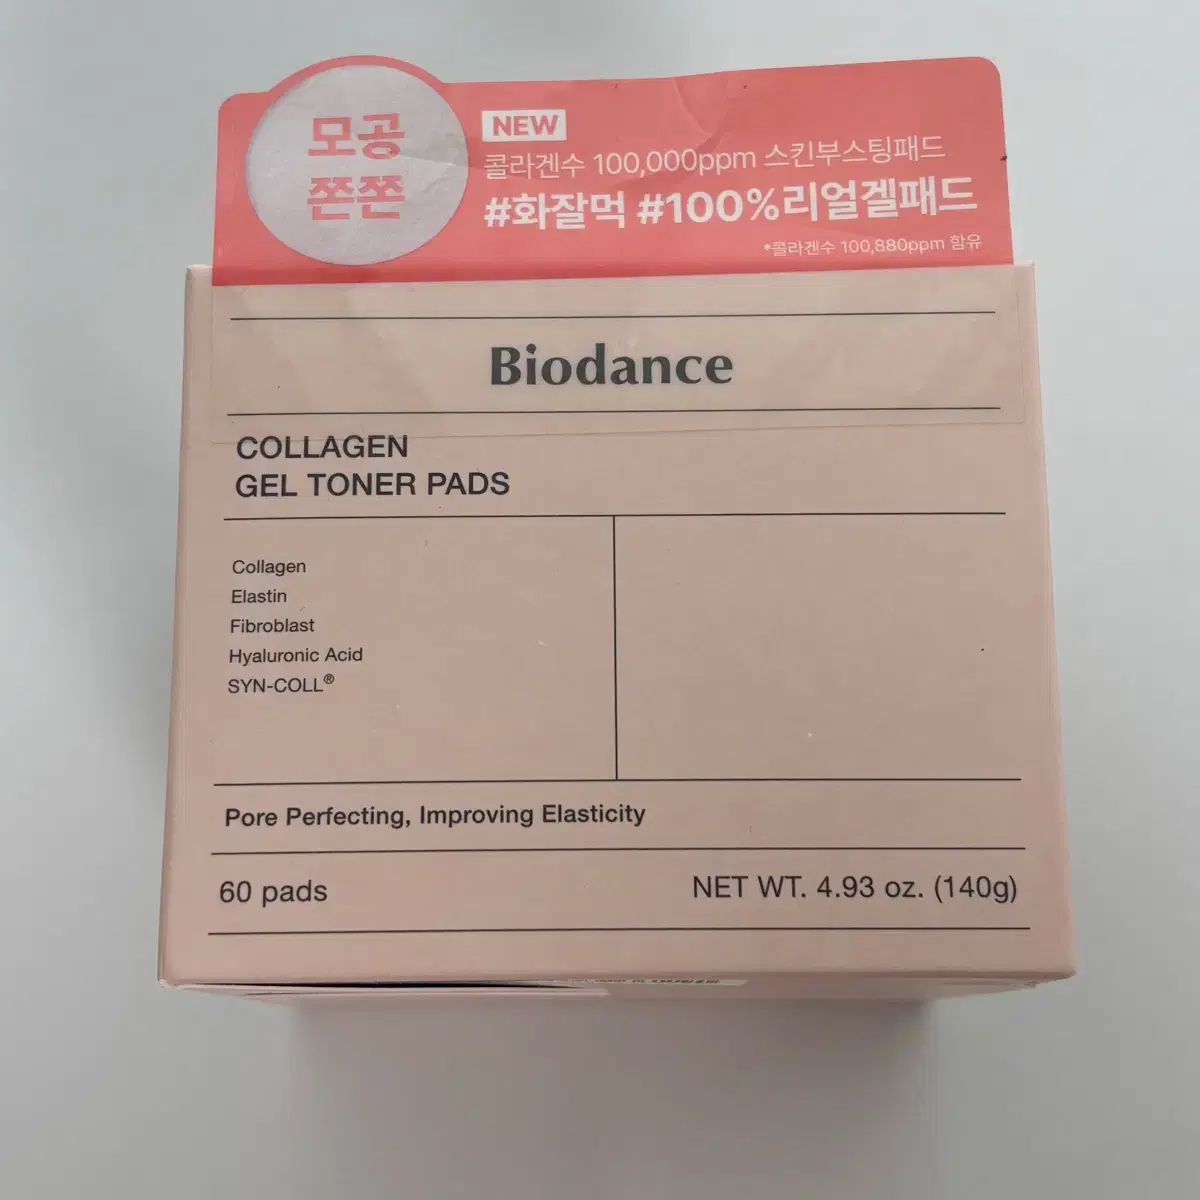 모공
쫀쫀
NEW
콜라겐수 100,000ppm 스킨부스팅패드
#화잘먹 #100%리얼겔패드
*콜라겐수 100,880ppm 함유
Biodance
COLLAGEN
GEL TONER PADS
Collagen
Elastin
Fibroblast
Hyaluronic Acid
SYN-COLL®
Pore Perfecting, Improving Elasticity
60 pads
NET WT. 4.93 oz. (140g)